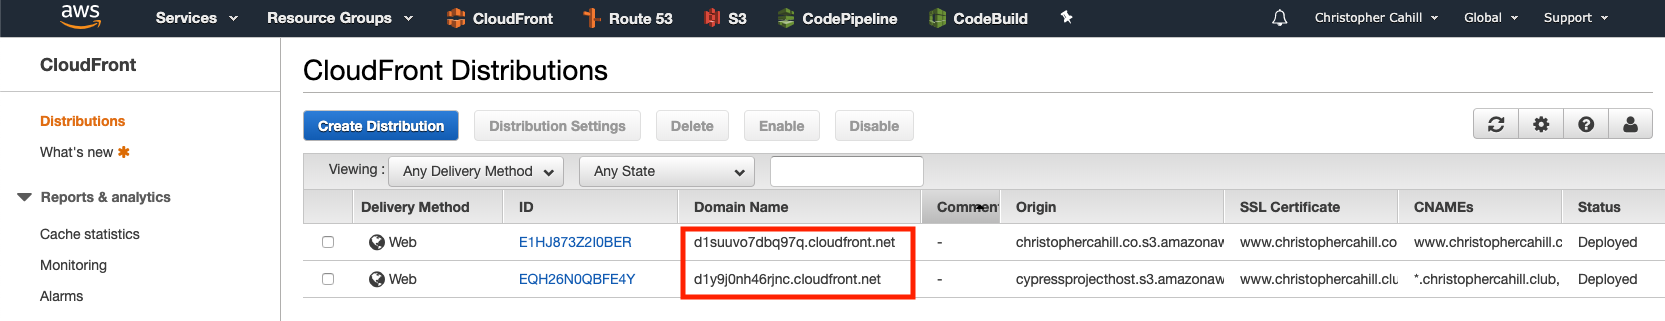 aws Services Resource Groups CloudFront Route 53 S3 CodePipeline CodeBuild Christopher Cahill Global Support
CloudFront
Distributions
What's new
Reports & analytics
Cache statistics
Monitoring
Alarms
CloudFront Distributions
Create Distribution Distribution Settings Delete Enable Disable
Viewing : Any Delivery Method Any State
Delivery Method ID Domain Name Comment Origin SSL Certificate CNAMEs Status
Web E1HJ873Z2I0BER d1suuvo7dbq97q.cloudfront.net - christophercahill.co.s3.amazonaw www.christophercahill.co www.christophercahill.c Deployed
Web EQH26N0QBFE4Y d1y9j0nh46rjnc.cloudfront.net - cypressprojecthost.s3.amazonaw www.christophercahill.clu *.christophercahill.club, Deployed